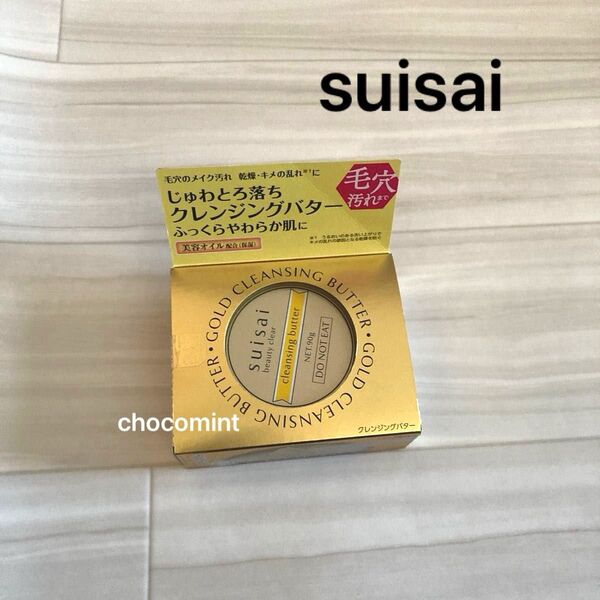 suisai
毛穴のメイク汚れ 乾燥・キメの乱れ※1に
じゅわとろ落ち
クレンジングバター
ふっくらやわらか肌に
美容オイル配合(保湿)
毛穴
汚れまで
GOLD CLEANSING BUTTER・GOLD CLEANSING BUTTER・
suisai
beauty clear
cleansing butter
NET.90g
DO NOT EAT
クレンジングバター
chocomint